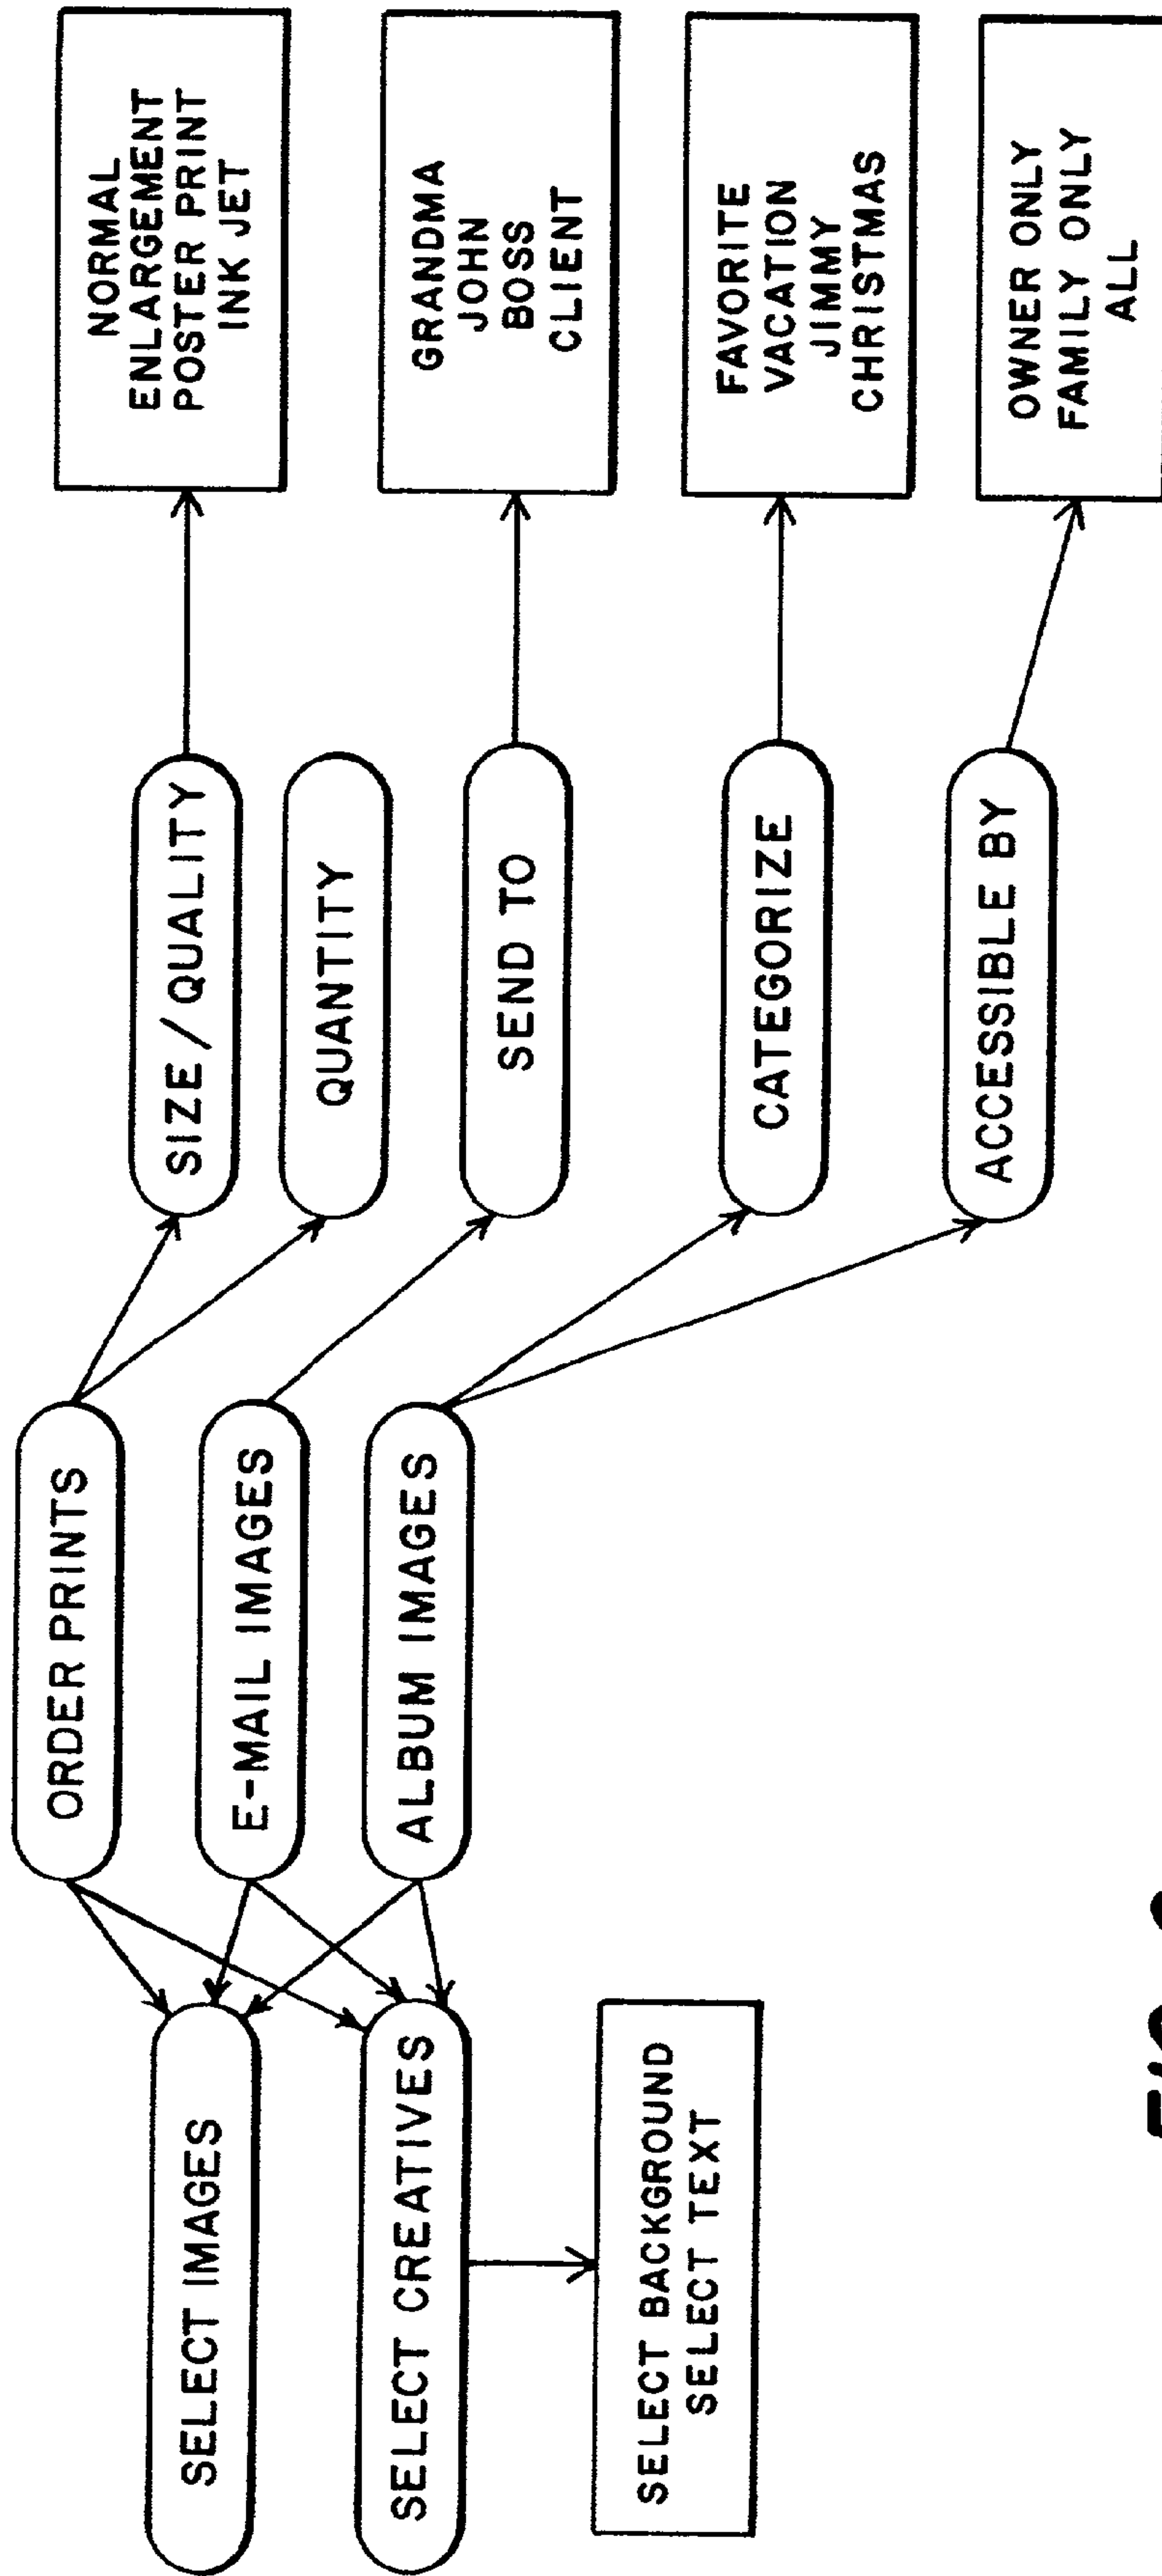 SELECT IMAGES
SELECT CREATIVES
SELECT BACKGROUND
SELECT TEXT
ORDER PRINTS
E-MAIL IMAGES
ALBUM IMAGES
SIZE / QUALITY
QUANTITY
SEND TO
CATEGORIZE
ACCESSIBLE BY
NORMAL
ENLARGEMENT
POSTER PRINT
INK JET
GRANDMA
JOHN
BOSS
CLIENT
FAVORITE
VACATION
JIMMY
CHRISTMAS
OWNER ONLY
FAMILY ONLY
ALL